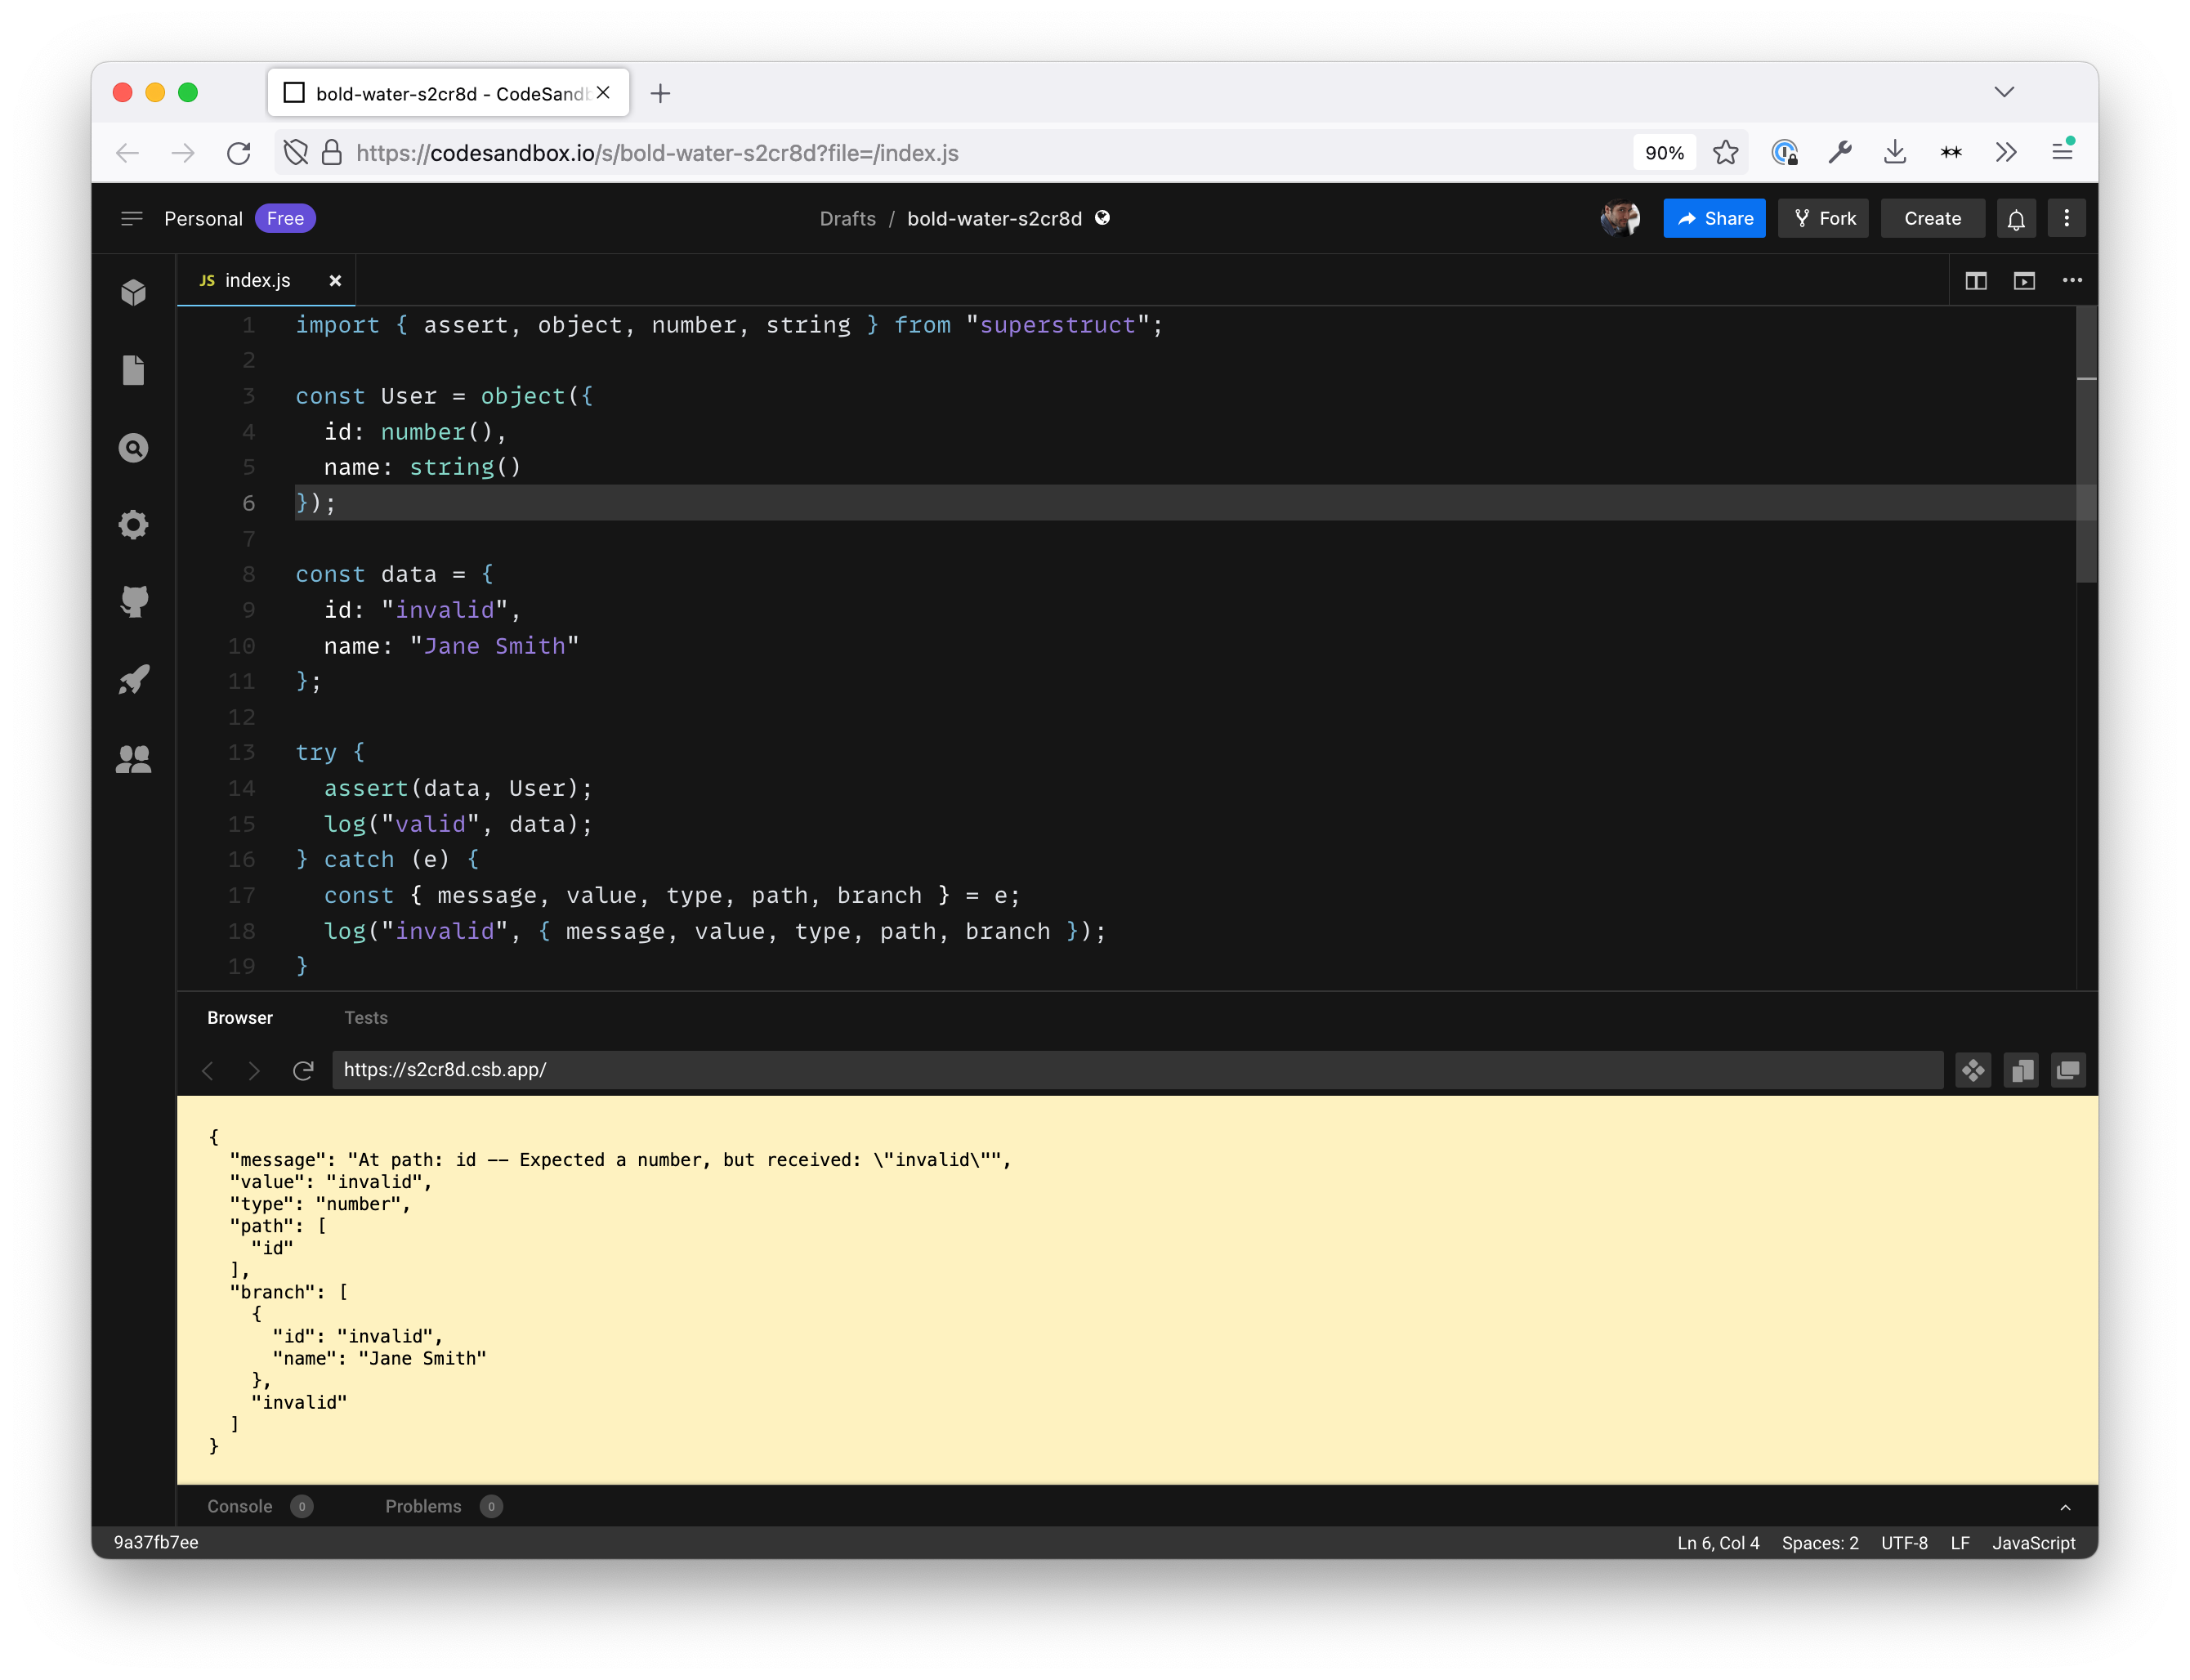 bold-water-s2cr8d - CodeSand
https://codesandbox.io/s/bold-water-s2cr8d?file=/index.js
90%
Personal Free
Drafts / bold-water-s2cr8d
Share
Fork
Create
JS index.js
1 import { assert, object, number, string } from "superstruct";
2
3 const User = object({
4   id: number(),
5   name: string()
6 });
7
8 const data = {
9   id: "invalid",
10   name: "Jane Smith"
11 };
12
13 try {
14   assert(data, User);
15   log("valid", data);
16 } catch (e) {
17   const { message, value, type, path, branch } = e;
18   log("invalid", { message, value, type, path, branch });
19 }
Browser Tests
https://s2cr8d.csb.app/
{
  "message": "At path: id -- Expected a number, but received: \"invalid\"",
  "value": "invalid",
  "type": "number",
  "path": [
    "id"
  ],
  "branch": [
    {
      "id": "invalid",
      "name": "Jane Smith"
    },
    "invalid"
  ]
}
Console 0 Problems 0
9a37fb7ee
Ln 6, Col 4 Spaces: 2 UTF-8 LF JavaScript